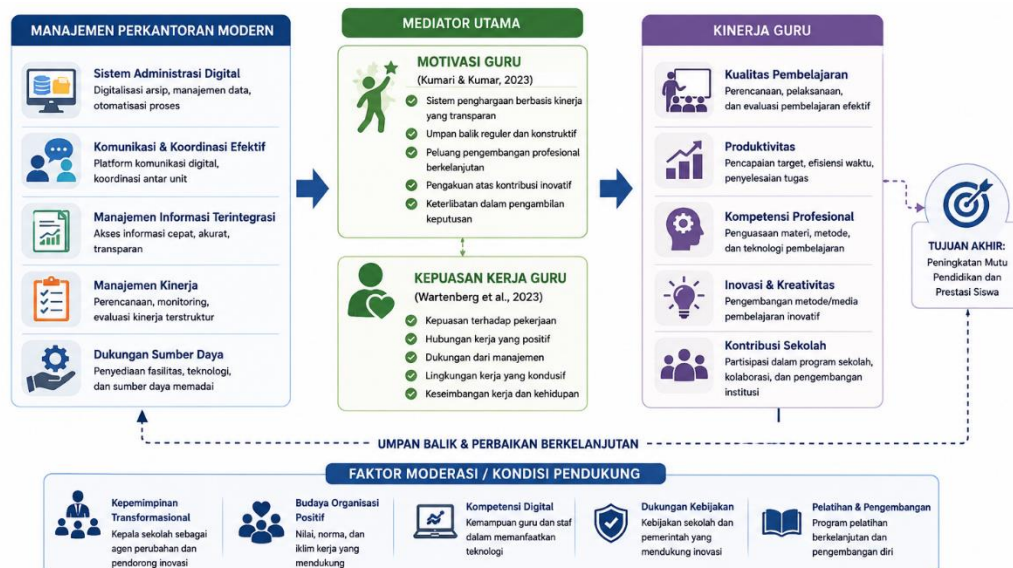 MANAJEMEN PERKANTORAN MODERN
Sistem Administrasi Digital
Digitalisasi arsip, manajemen data,
otomatisasi proses
Komunikasi & Koordinasi Efektif
Platform komunikasi digital,
koordinasi antar unit
Manajemen Informasi Terintegrasi
Akses informasi cepat, akurat,
transparan
Manajemen Kinerja
Perencanaan, monitoring,
evaluasi kinerja terstruktur
Dukungan Sumber Daya
Penyediaan fasilitas, teknologi,
dan sumber daya memadai
MEDIATOR UTAMA
MOTIVASI GURU
(Kumari & Kumar, 2023)
Sistem penghargaan berbasis kinerja
yang transparan
Umpan balik reguler dan konstruktif
Peluang pengembangan profesional
berkelanjutan
Pengakuan atas kontribusi inovatif
Keterlibatan dalam pengambilan
keputusan
KEPUASAN KERJA GURU
(Wartenberg et al., 2023)
Kepuasan terhadap pekerjaan
Hubungan kerja yang positif
Dukungan dari manajemen
Lingkungan kerja yang kondusif
Keseimbangan kerja dan kehidupan
KINERJA GURU
Kualitas Pembelajaran
Perencanaan, pelaksanaan,
dan evaluasi pembelajaran efektif
Produktivitas
Pencapaian target, efisiensi waktu,
penyelesaian tugas
Kompetensi Profesional
Penguasaan materi, metode,
dan teknologi pembelajaran
Inovasi & Kreativitas
Pengembangan metode/media
pembelajaran inovatif
Kontribusi Sekolah
Partisipasi dalam program sekolah,
kolaborasi, dan pengembangan
institusi
TUJUAN AKHIR:
Peningkatan Mutu
Pendidikan dan
Prestasi Siswa
UMPAN BALIK & PERBAIKAN BERKELANJUTAN
FAKTOR MODERASI / KONDISI PENDUKUNG
Kepemimpinan
Transformasional
Kepala sekolah sebagai
agen perubahan dan
pendorong inovasi
Budaya Organisasi
Positif
Nilai, norma, dan
iklim kerja yang
mendukung
Kompetensi Digital
Kemampuan guru dan staf
dalam memanfaatkan
teknologi
Dukungan Kebijakan
Kebijakan sekolah dan
pemerintah yang
mendukung inovasi
Pelatihan & Pengembangan
Program pelatihan
berkelanjutan dan
pengembangan diri